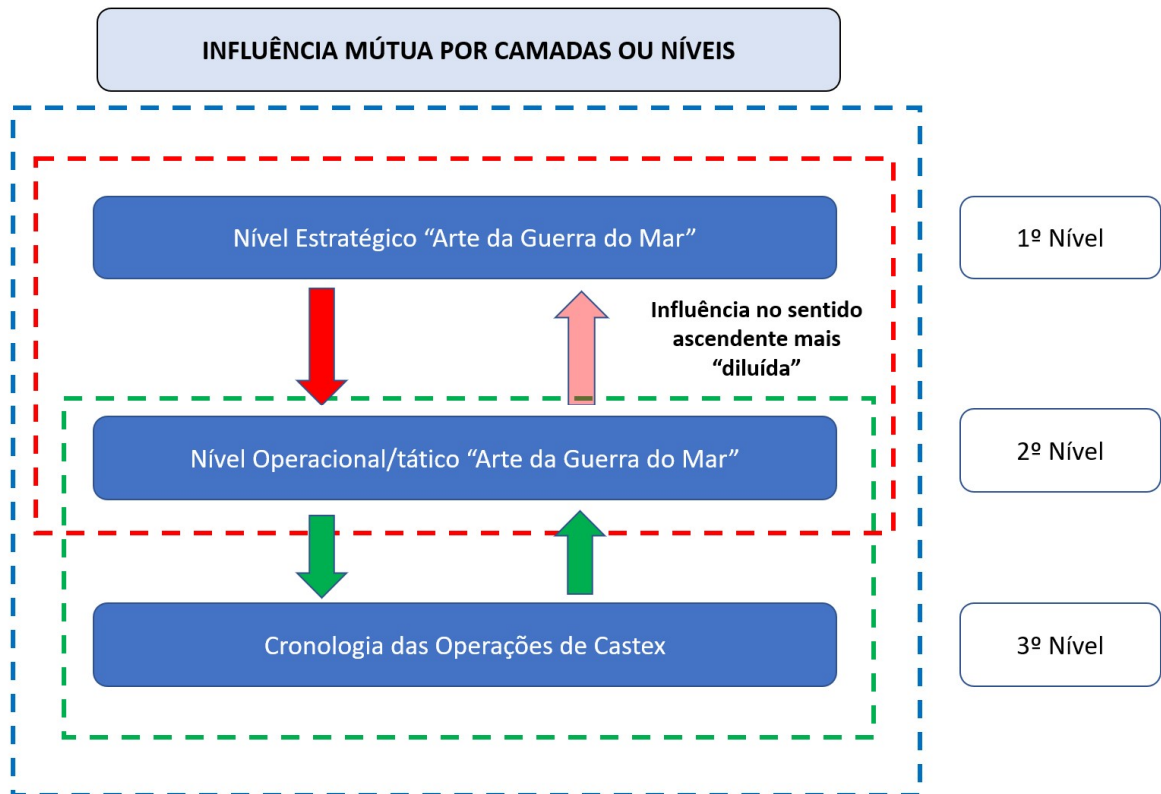 INFLUÊNCIA MÚTUA POR CAMADAS OU NÍVEIS
Nível Estratégico “Arte da Guerra do Mar”
1º Nível
Influência no sentido
ascendente mais
“diluída”
Nível Operacional/tático “Arte da Guerra do Mar”
2º Nível
Cronologia das Operações de Castex
3º Nível